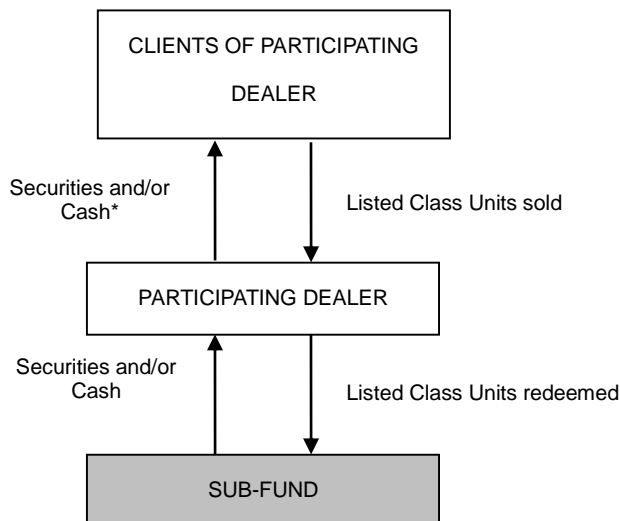 CLIENTS OF PARTICIPATING
DEALER
Securities and/or
Cash*
Listed Class Units sold
PARTICIPATING DEALER
Securities and/or
Cash
Listed Class Units redeemed
SUB-FUND